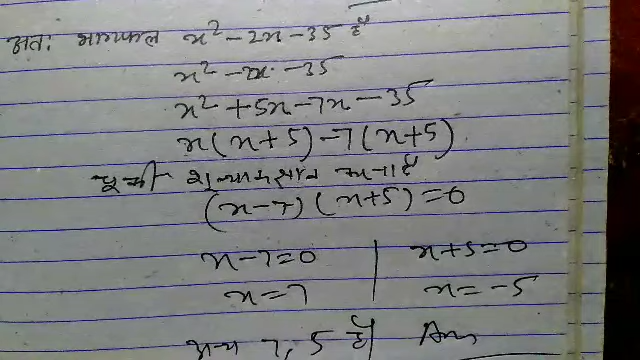 अतः भागफल x² - 2x - 35 है
x² - 2x - 35
x² + 5x - 7x - 35
x(x+5) - 7(x+5)
चूकी
(x-7) (x+5) = 0
x-7=0 | x+5=0
x=7 | x=-5
7, 5 है Ans